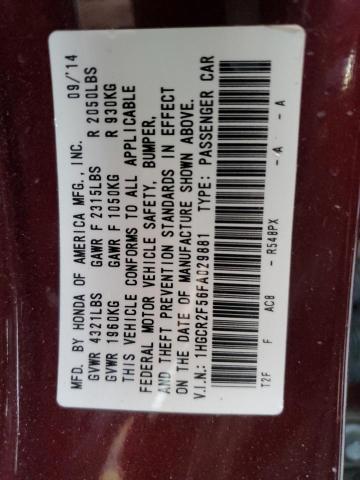 MFD. BY HONDA OF AMERICA MFG., INC. 09/'14
GVWR 4321LBS GAWR F 2315LBS R 2050LBS
GVWR 1960KG GAWR F 1050KG R 930KG
THIS VEHICLE CONFORMS TO ALL APPLICABLE
FEDERAL MOTOR VEHICLE SAFETY, BUMPER,
AND THEFT PREVENTION STANDARDS IN EFFECT
ON THE DATE OF MANUFACTURE SHOWN ABOVE.
V.I.N.: 1HGCR2F56FA029881 TYPE: PASSENGER CAR
T2F F AC8 - R548PX -A - A